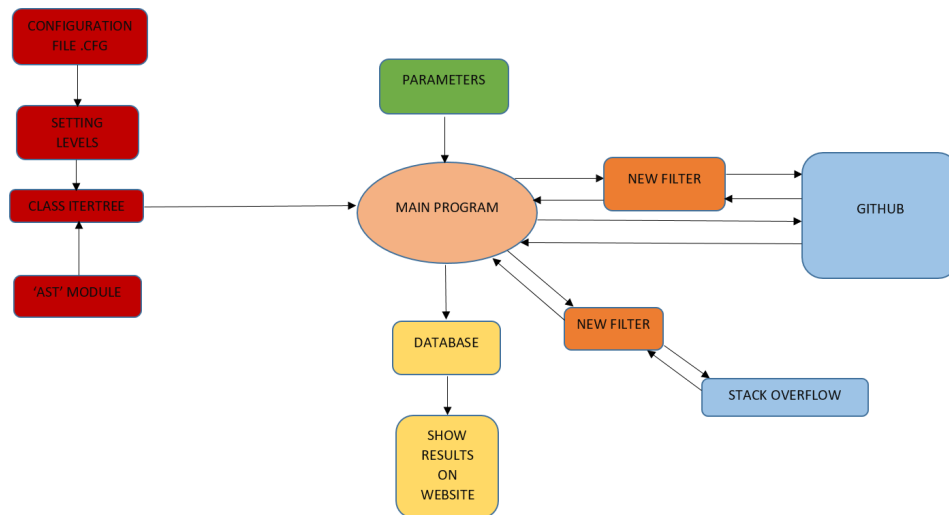 CONFIGURATION
FILE .CFG
SETTING
LEVELS
CLASS ITERTREE
‘AST’ MODULE
PARAMETERS
MAIN PROGRAM
NEW FILTER
GITHUB
NEW FILTER
STACK OVERFLOW
DATABASE
SHOW
RESULTS
ON
WEBSITE